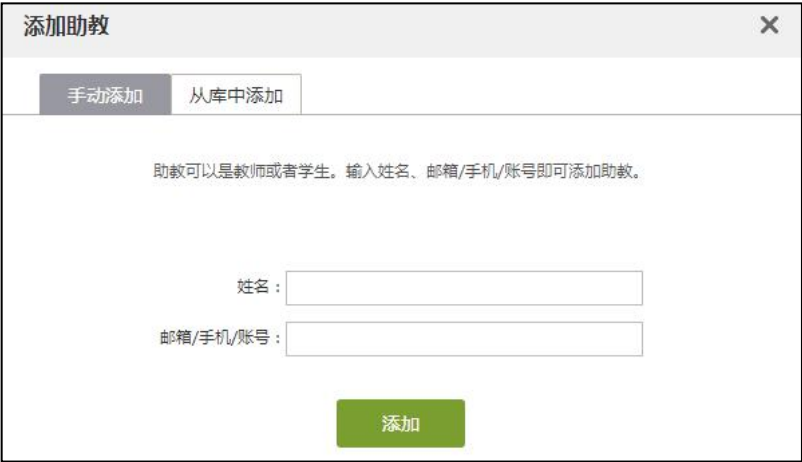 添加助教
手动添加 从库中添加
助教可以是教师或者学生。输入姓名、邮箱/手机/账号即可添加助教。
姓名：
邮箱/手机/账号：
添加